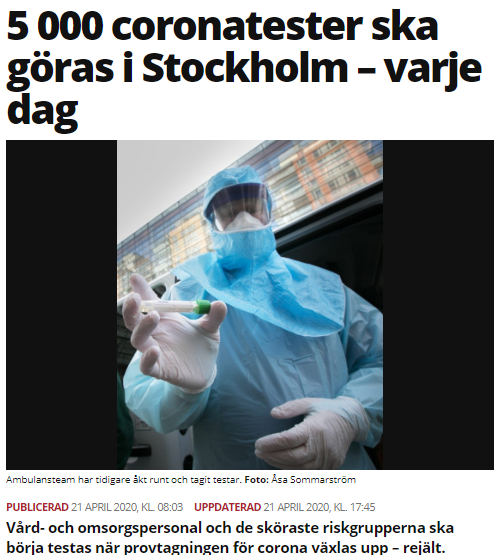 5 000 coronatester ska
göras i Stockholm – varje
dag
Ambulansteam har tidigare åkt runt och tagit testar. Foto: Åsa Sommarström
PUBLICERAD 21 APRIL 2020, KL. 08:03 UPPDATERAD 21 APRIL 2020, KL. 17:45
Vård- och omsorgspersonal och de sköraste riskgrupperna ska
börja testas när provtagningen för corona växlas upp – rejält.